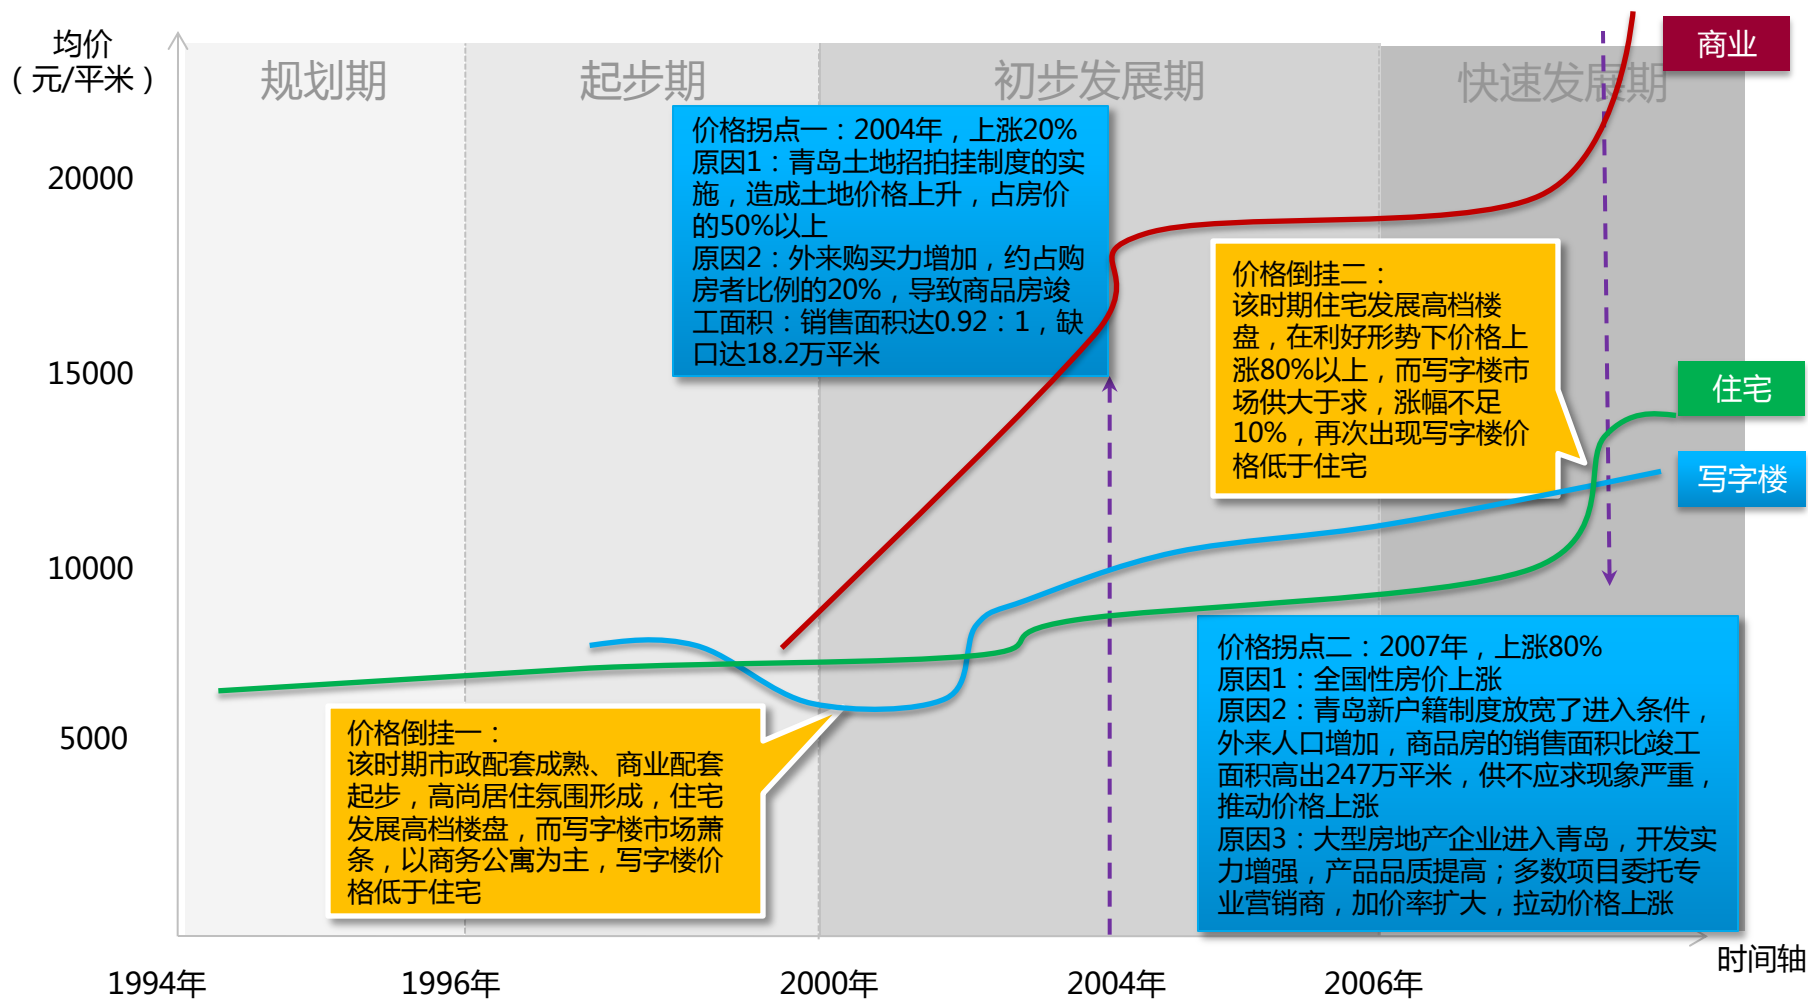 均价
（元/平米）
规划期
起步期
初步发展期
快速发展期
商业
20000
15000
10000
5000
价格拐点一：2004年，上涨20%
原因1：青岛土地招拍挂制度的实
施，造成土地价格上升，占房价
的50%以上
原因2：外来购买力增加，约占购
房者比例的20%，导致商品房竣
工面积：销售面积达0.92：1，缺
口达18.2万平米
价格倒挂二：
该时期住宅发展高档楼
盘，在利好形势下价格上
涨80%以上，而写字楼市
场供大于求，涨幅不足
10%，再次出现写字楼价
格低于住宅
住宅
写字楼
价格倒挂一：
该时期市政配套成熟、商业配套
起步，高尚居住氛围形成，住宅
发展高档楼盘，而写字楼市场萧
条，以商务公寓为主，写字楼价
格低于住宅
价格拐点二：2007年，上涨80%
原因1：全国性房价上涨
原因2：青岛新户籍制度放宽了进入条件，
外来人口增加，商品房的销售面积比竣工
面积高出247万平米，供不应求现象严重，
推动价格上涨
原因3：大型房地产企业进入青岛，开发实
力增强，产品品质提高；多数项目委托专
业营销商，加价率扩大，拉动价格上涨
时间轴
1994年
1996年
2000年
2004年
2006年